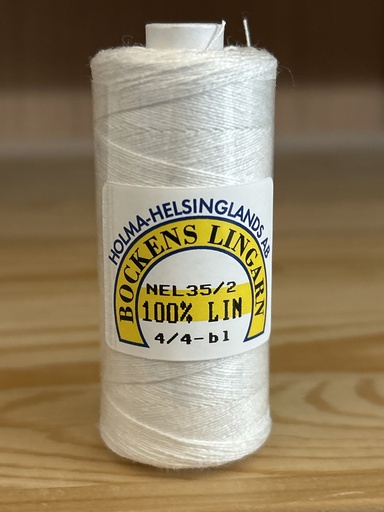 HOLMA-HELSINGLANDS AB
BOCKENS LINGARN
NEL35/2
100% LIN
4/4-bl